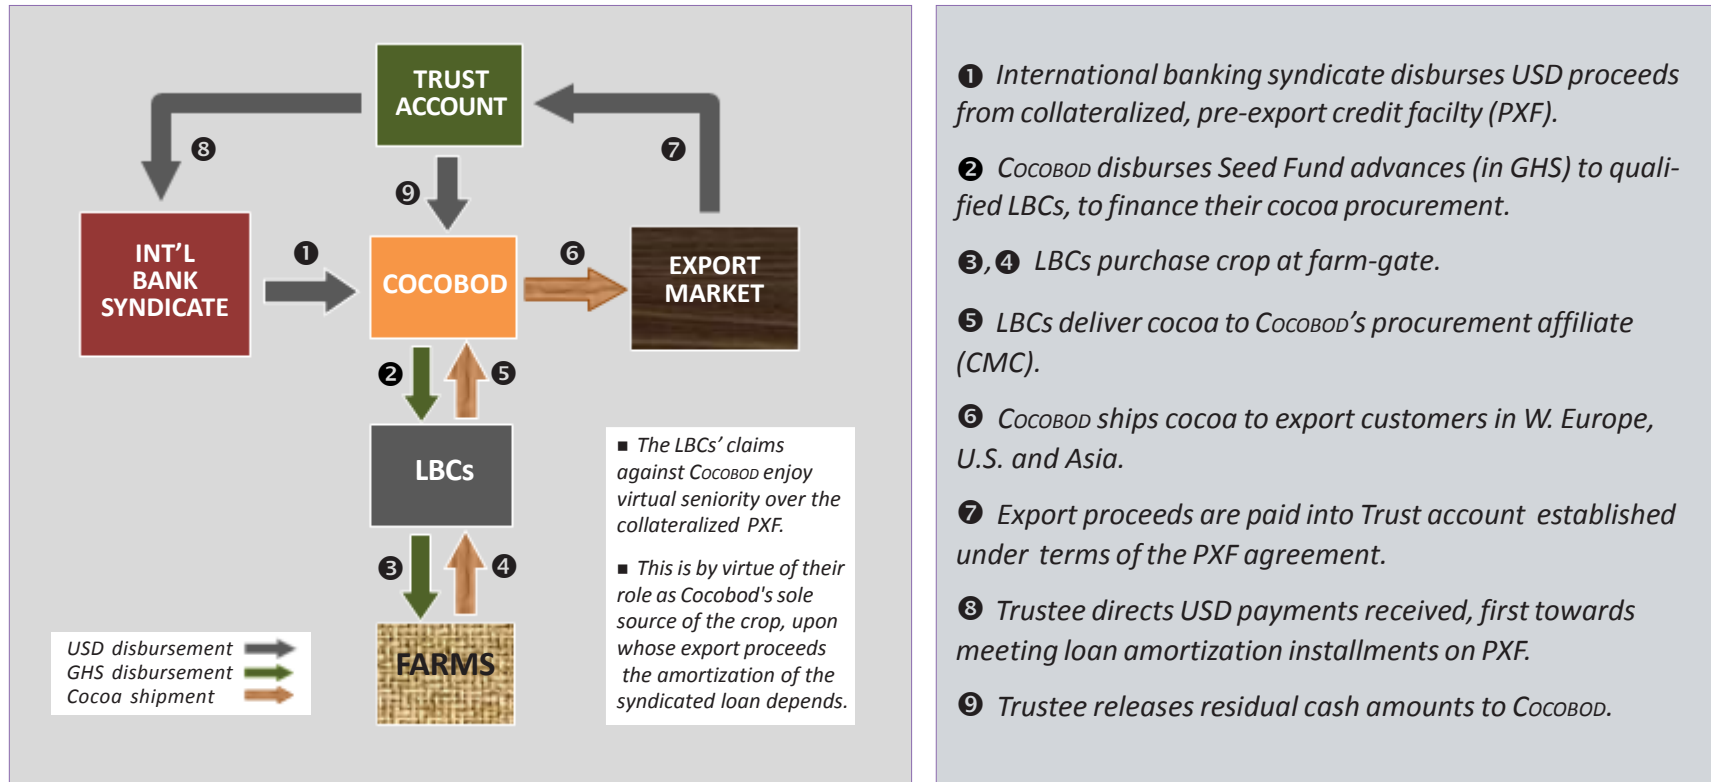 TRUST
ACCOUNT
❽
❼
❾
INT’L
BANK
SYNDICATE
❶
COCOBOD
❻
EXPORT
MARKET
❷
❺
LBCs
❸
❹
FARMS
USD disbursement
GHS disbursement
Cocoa shipment
■ The LBCs’ claims
against COCOBOD enjoy
virtual seniority over the
collateralized PXF.
■ This is by virtue of their
role as Cocobod's sole
source of the crop, upon
whose export proceeds
the amortization of the
syndicated loan depends.
❶ International banking syndicate disburses USD proceeds
from collateralized, pre-export credit facilty (PXF).
❷ COCOBOD disburses Seed Fund advances (in GHS) to quali-
fied LBCs, to finance their cocoa procurement.
❸,❹ LBCs purchase crop at farm-gate.
❺ LBCs deliver cocoa to COCOBOD’s procurement affiliate
(CMC).
❻ COCOBOD ships cocoa to export customers in W. Europe,
U.S. and Asia.
❼ Export proceeds are paid into Trust account established
under terms of the PXF agreement.
❽ Trustee directs USD payments received, first towards
meeting loan amortization installments on PXF.
❾ Trustee releases residual cash amounts to COCOBOD.